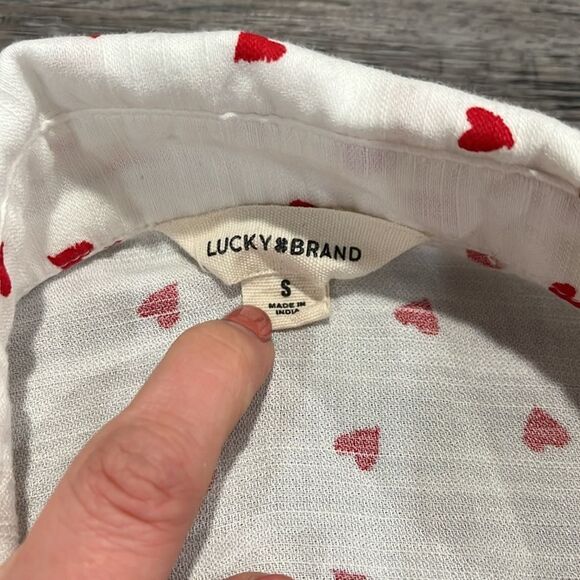 LUCKY BRAND
S
MADE IN
INDIA